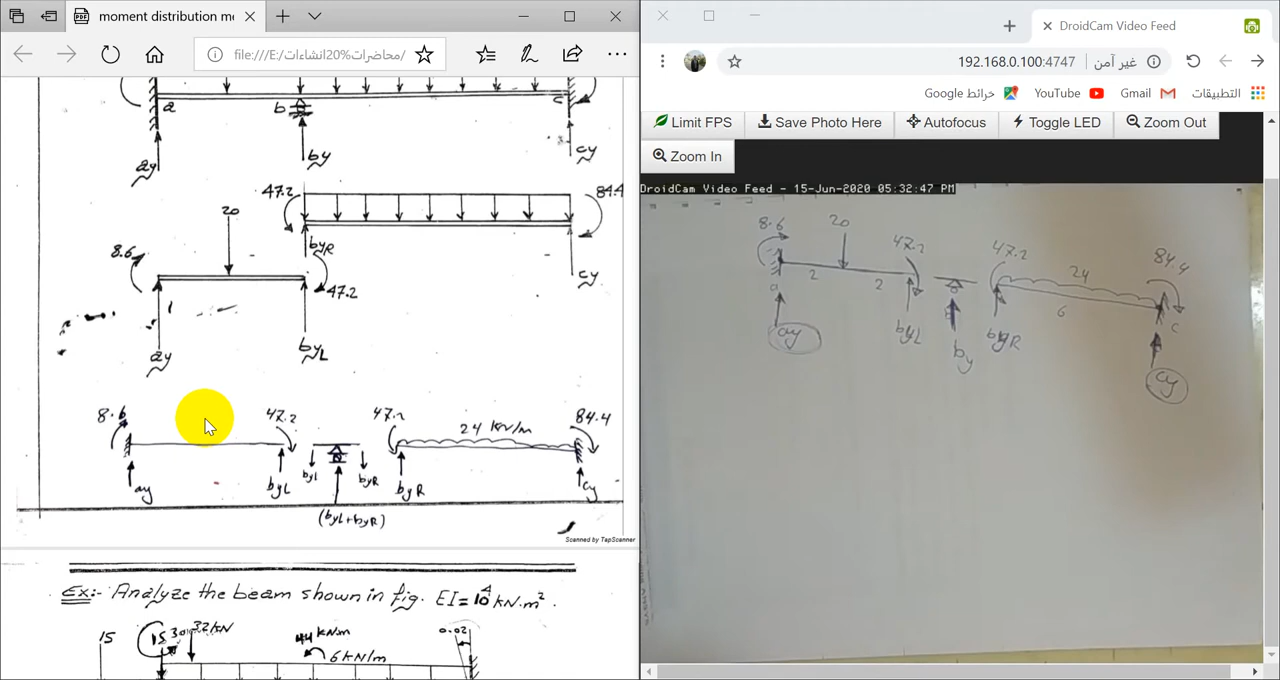 moment distribution me
file:///E:/محاضرات%20انشاءات/
a
b
c
ay
by
cy
47.2
84.4
20
byR
cy
8.6
47.2
ay
byL
8.6
47.2
47.2
24 KN/m
84.4
ay
byL
byL
byR
byR
cy
(byL+byR)
Scanned by TapScanner
Ex:- Analyze the beam shown in fig. EI=10⁴ KN.m²
15
32KN
44 KN.m
6KN/m
0.02
DroidCam Video Feed
192.168.0.100:4747
غير آمن
التطبيقات
Gmail
YouTube
خرائط Google
Limit FPS
Save Photo Here
Autofocus
Toggle LED
Zoom Out
Zoom In
DroidCam Video Feed - 15-Jun-2020 05:32:47 PM
8.6
20
47.2
47.2
24
84.4
a
2
2
6
c
ay
byL
by
byR
cy